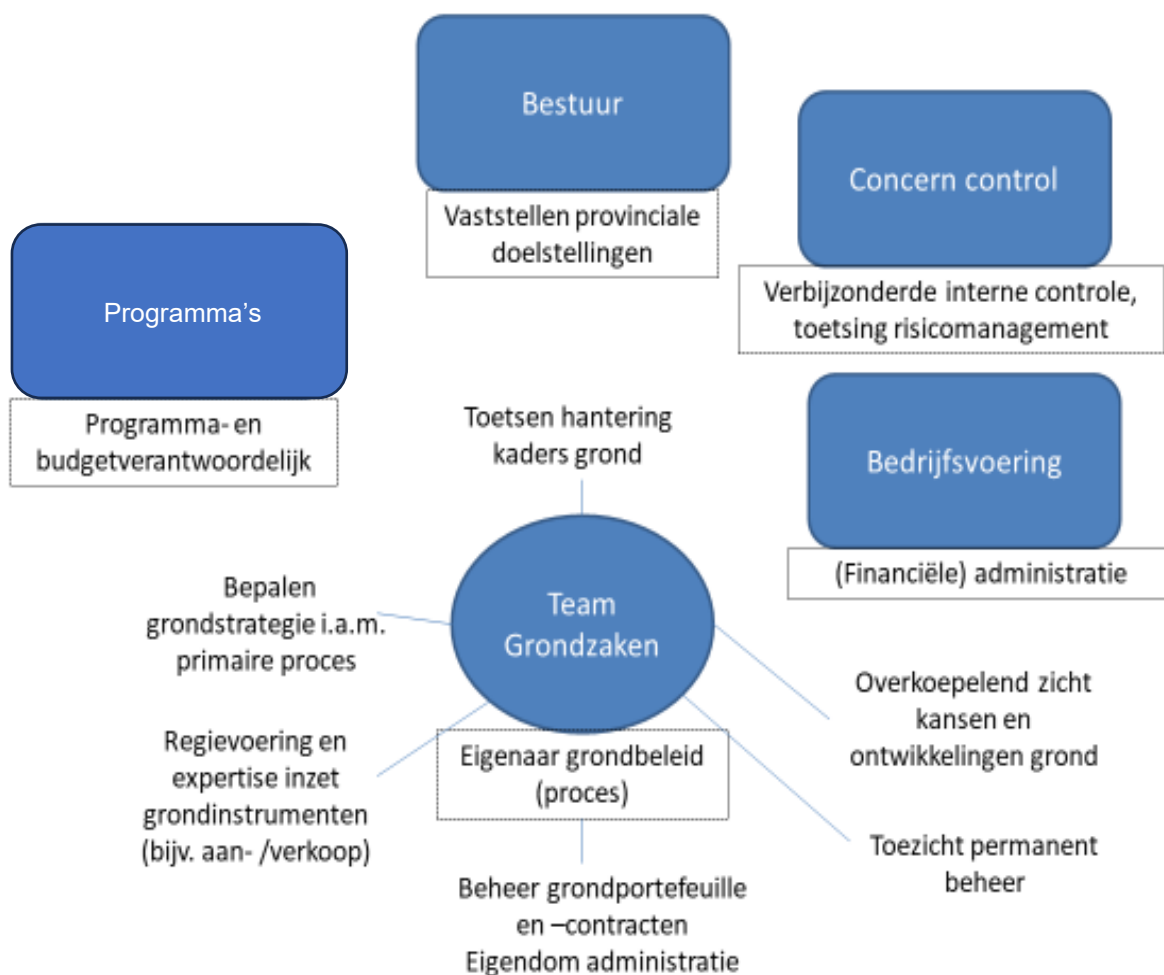 Bestuur
Vaststellen provinciale
doelstellingen
Concern control
Verbijzonderde interne controle,
toetsing risicomanagement
Programma's
Programma- en
budgetverantwoordelijk
Bedrijfsvoering
(Financiële) administratie
Toetsen hantering
kaders grond
Team
Grondzaken
Eigenaar grondbeleid
(proces)
Bepalen
grondstrategie i.a.m.
primaire proces
Regievoering en
expertise inzet
grondinstrumenten
(bijv. aan- /verkoop)
Beheer grondportefeuille
en –contracten
Eigendom administratie
Overkoepelend zicht
kansen en
ontwikkelingen grond
Toezicht permanent
beheer